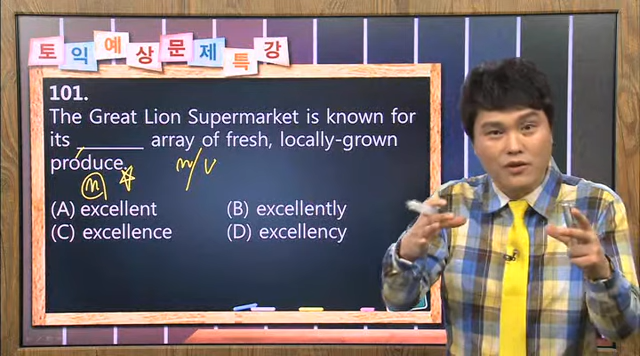 토익예상문제특강
101.
The Great Lion Supermarket is known for
its ________ array of fresh, locally-grown
produce.
n
n/v
(A) excellent
(B) excellently
(C) excellence
(D) excellency